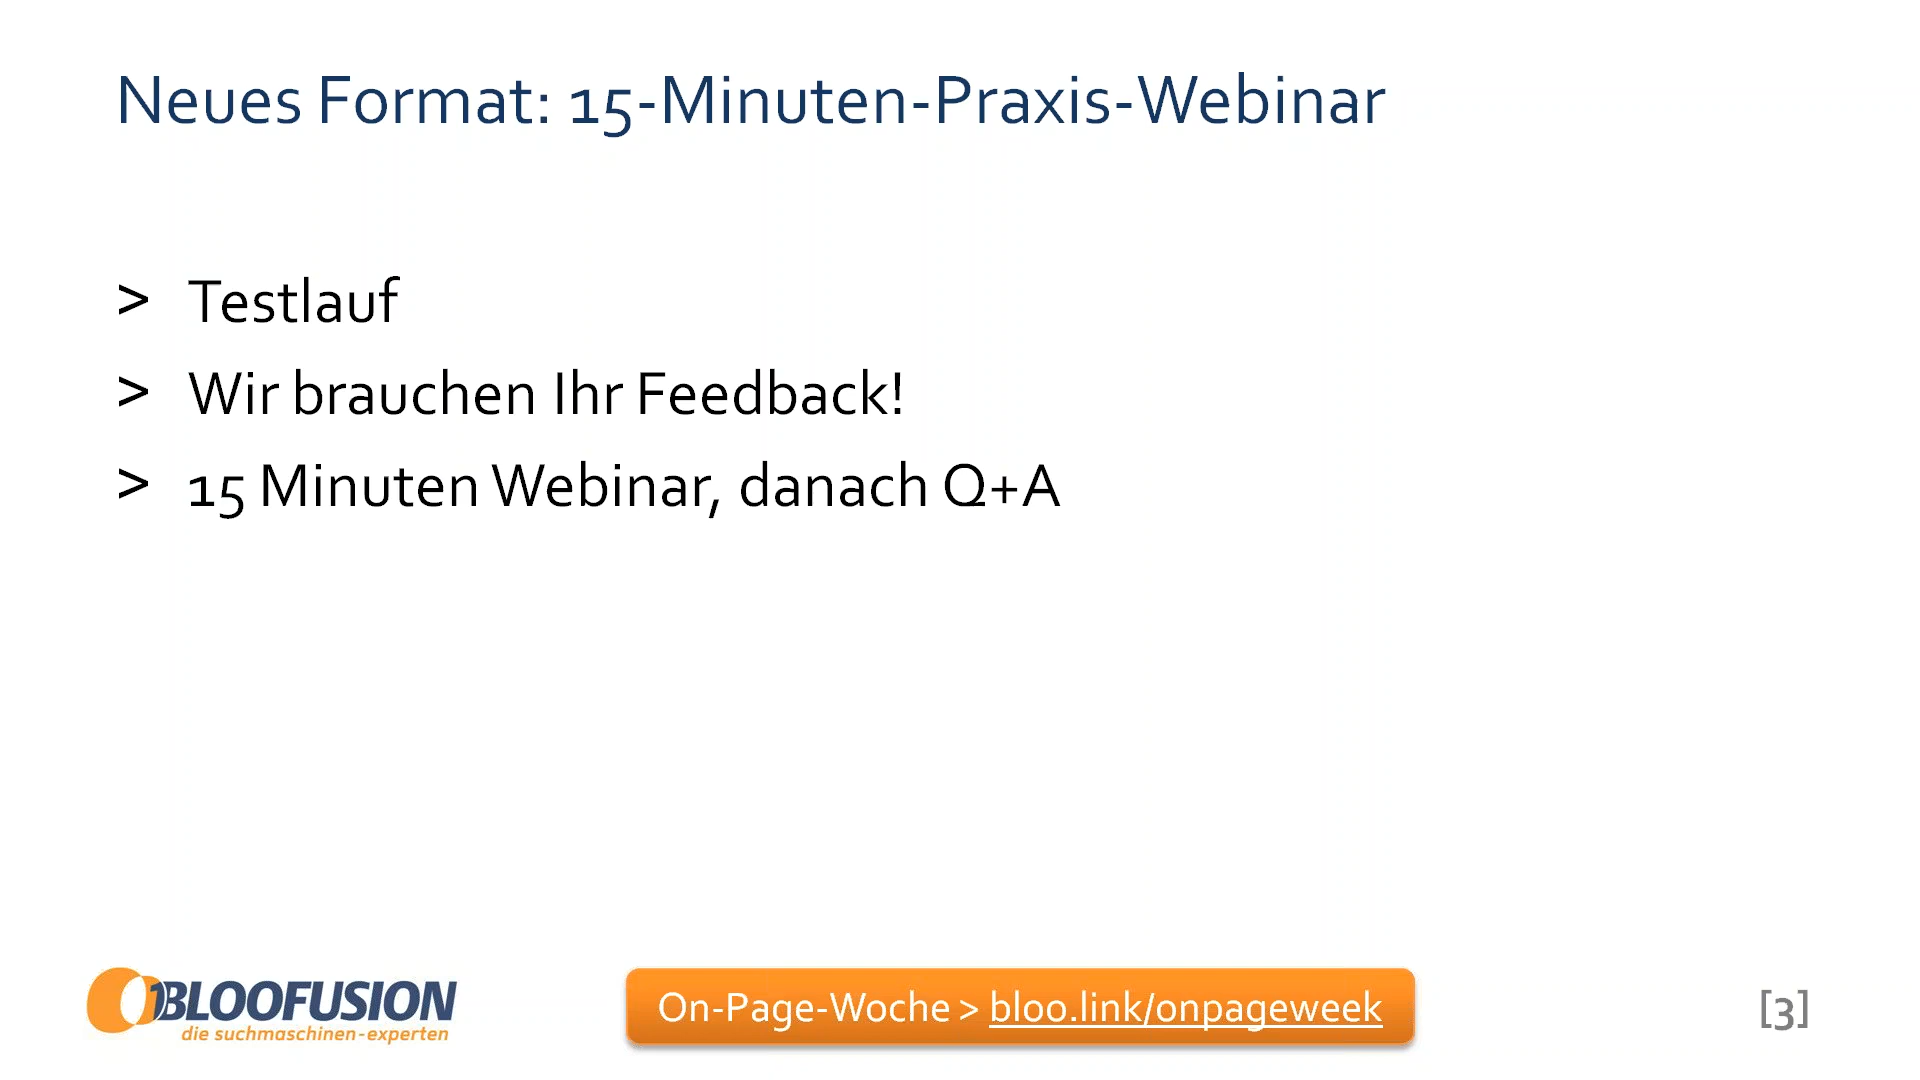 Neues Format: 15-Minuten-Praxis-Webinar
> Testlauf
> Wir brauchen Ihr Feedback!
> 15 Minuten Webinar, danach Q+A
BLOOFUSION
die suchmaschinen-experten
On-Page-Woche > bloo.link/onpageweek
[3]